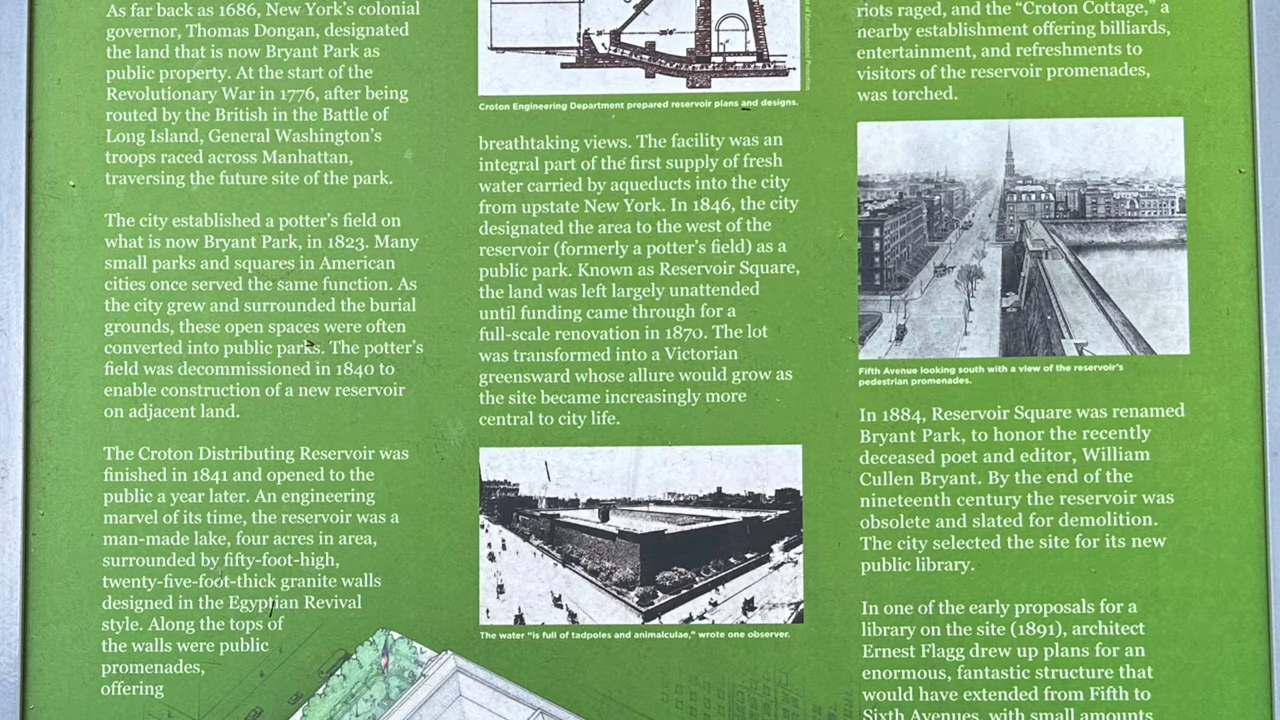 As far back as 1686, New York's colonial
governor, Thomas Dongan, designated
the land that is now Bryant Park as
public property. At the start of the
Revolutionary War in 1776, after being
routed by the British in the Battle of
Long Island, General Washington's
troops raced across Manhattan,
traversing the future site of the park.
The city established a potter's field on
what is now Bryant Park, in 1823. Many
small parks and squares in American
cities once served the same function. As
the city grew and surrounded the burial
grounds, these open spaces were often
converted into public parks. The potter's
field was decommissioned in 1840 to
enable construction of a new reservoir
on adjacent land.
The Croton Distributing Reservoir was
finished in 1841 and opened to the
public a year later. An engineering
marvel of its time, the reservoir was a
man-made lake, four acres in area,
surrounded by fifty-foot-high,
twenty-five-foot-thick granite walls
designed in the Egyptian Revival
style. Along the tops of
the walls were public
promenades,
offering
Croton Engineering Department prepared reservoir plans and designs.
breathtaking views. The facility was an
integral part of the first supply of fresh
water carried by aqueducts into the city
from upstate New York. In 1846, the city
designated the area to the west of the
reservoir (formerly a potter's field) as a
public park. Known as Reservoir Square,
the land was left largely unattended
until funding came through for a
full-scale renovation in 1870. The lot
was transformed into a Victorian
greensward whose allure would grow as
the site became increasingly more
central to city life.
The water "is full of tadpoles and animalculae," wrote one observer.
riots raged, and the "Croton Cottage," a
nearby establishment offering billiards,
entertainment, and refreshments to
visitors of the reservoir promenades,
was torched.
Fifth Avenue looking south with a view of the reservoir's
pedestrian promenades.
In 1884, Reservoir Square was renamed
Bryant Park, to honor the recently
deceased poet and editor, William
Cullen Bryant. By the end of the
nineteenth century the reservoir was
obsolete and slated for demolition.
The city selected the site for its new
public library.
In one of the early proposals for a
library on the site (1891), architect
Ernest Flagg drew up plans for an
enormous, fantastic structure that
would have extended from Fifth to
Sixth Avenues, with small amounts